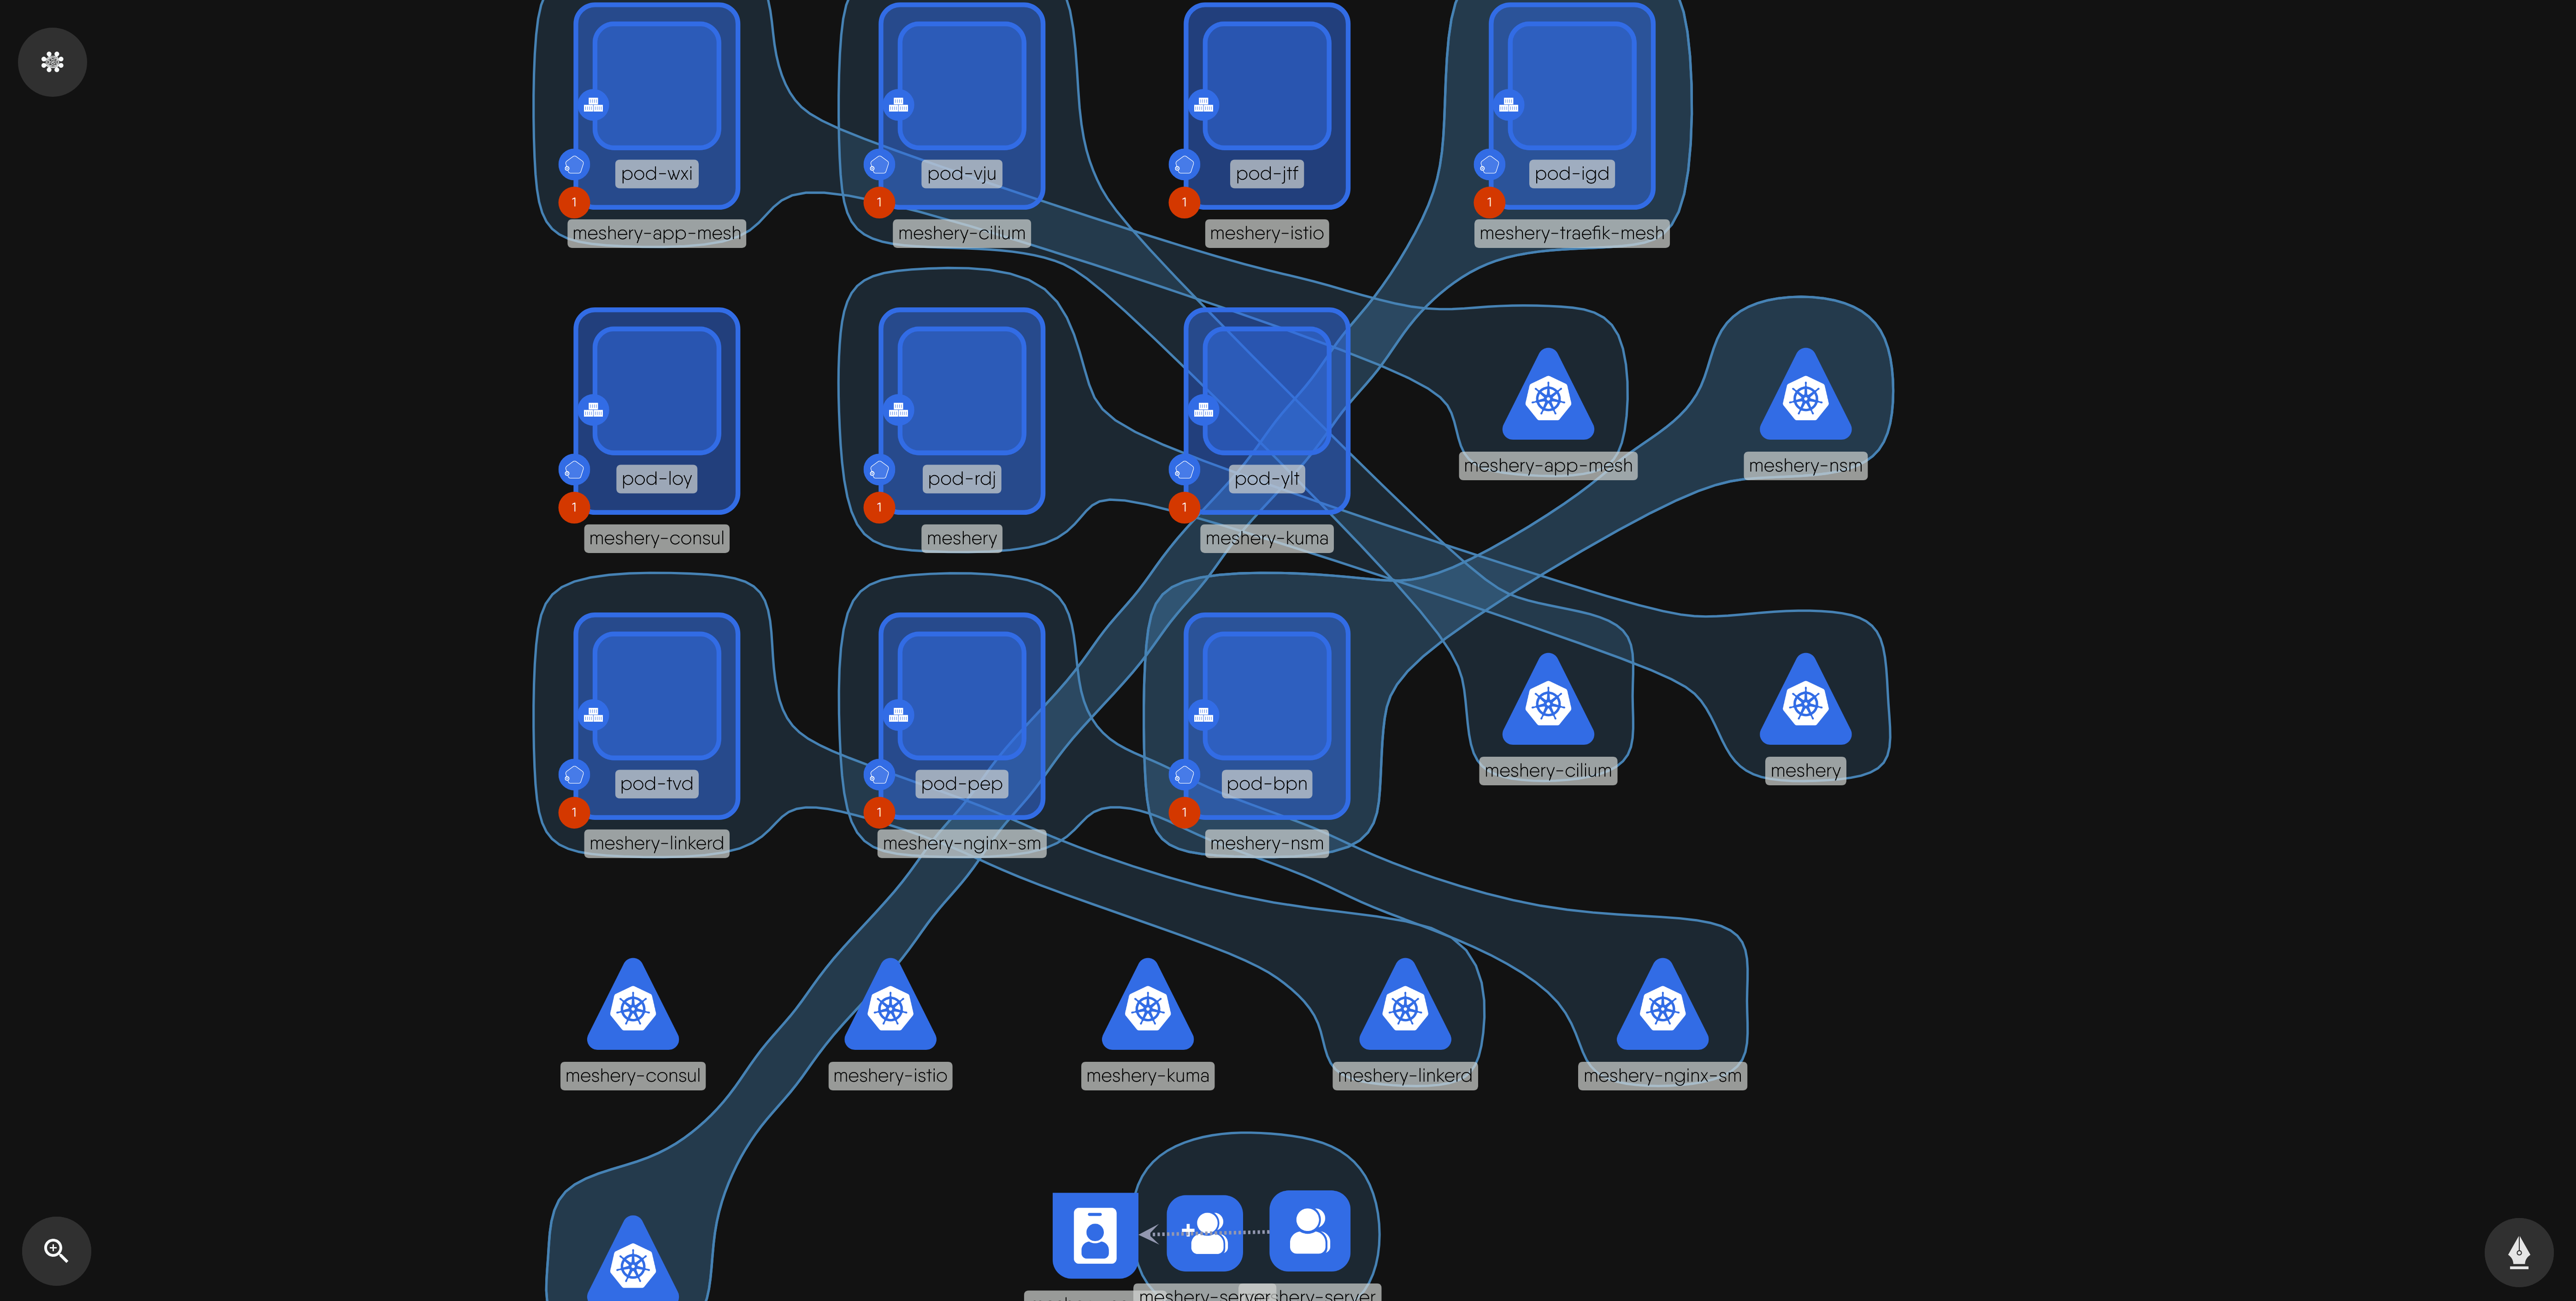 pod-wxi
pod-vju
pod-jtf
pod-igd
1
1
1
1
meshery-app-mesh
meshery-cilium
meshery-istio
meshery-traefik-mesh
pod-loy
pod-rdj
pod-ylt
meshery-app-mesh
meshery-nsm
1
1
1
meshery-consul
meshery
meshery-kuma
pod-tvd
pod-pep
pod-bpn
meshery-cilium
meshery
1
1
1
meshery-linkerd
meshery-nginx-sm
meshery-nsm
meshery-consul
meshery-istio
meshery-kuma
meshery-linkerd
meshery-nginx-sm
meshery-server